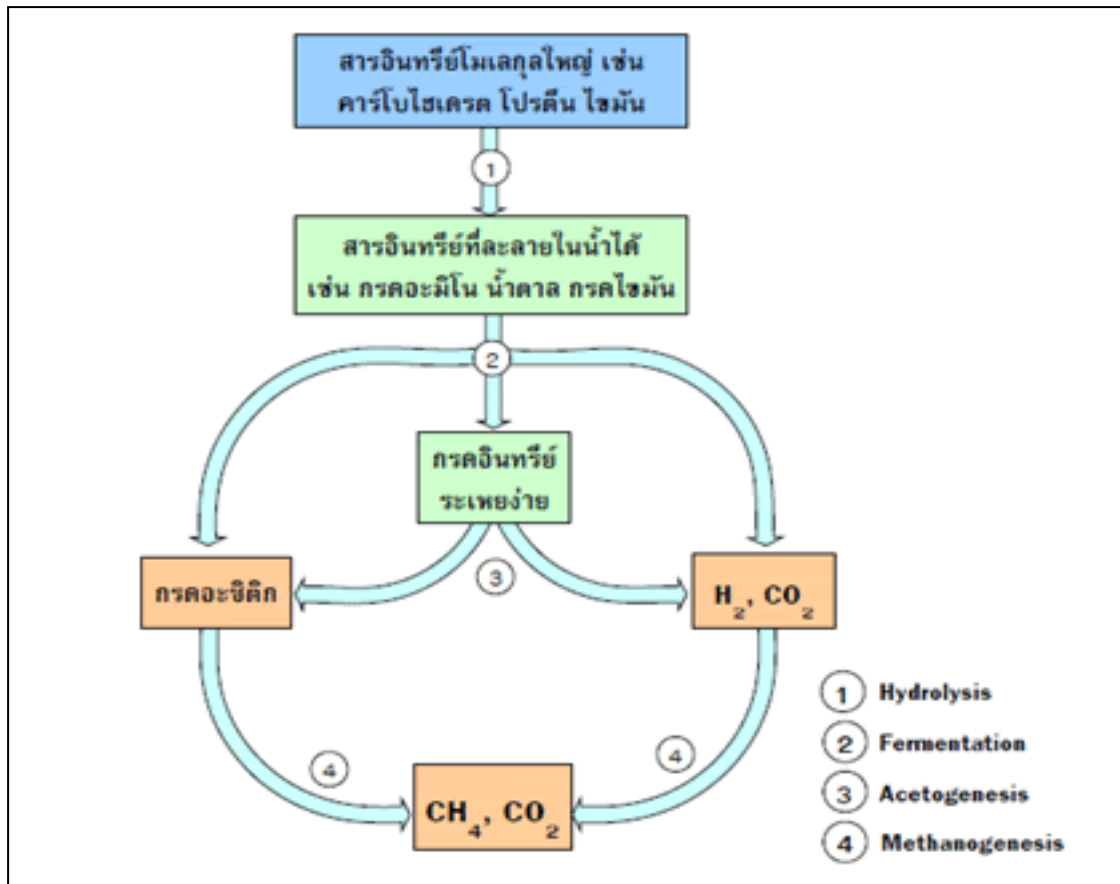 สารอินทรีย์โมเลกุลใหญ่ เช่น
คาร์โบไฮเดรต โปรตีน ไขมัน
1
สารอินทรีย์ที่ละลายในน้ำได้
เช่น กรดอะมิโน น้ำตาล กรดไขมัน
2
กรดอินทรีย์
ระเหยง่าย
3
กรดอะซิติก
H₂, CO₂
4
4
CH₄, CO₂
1 Hydrolysis
2 Fermentation
3 Acetogenesis
4 Methanogenesis